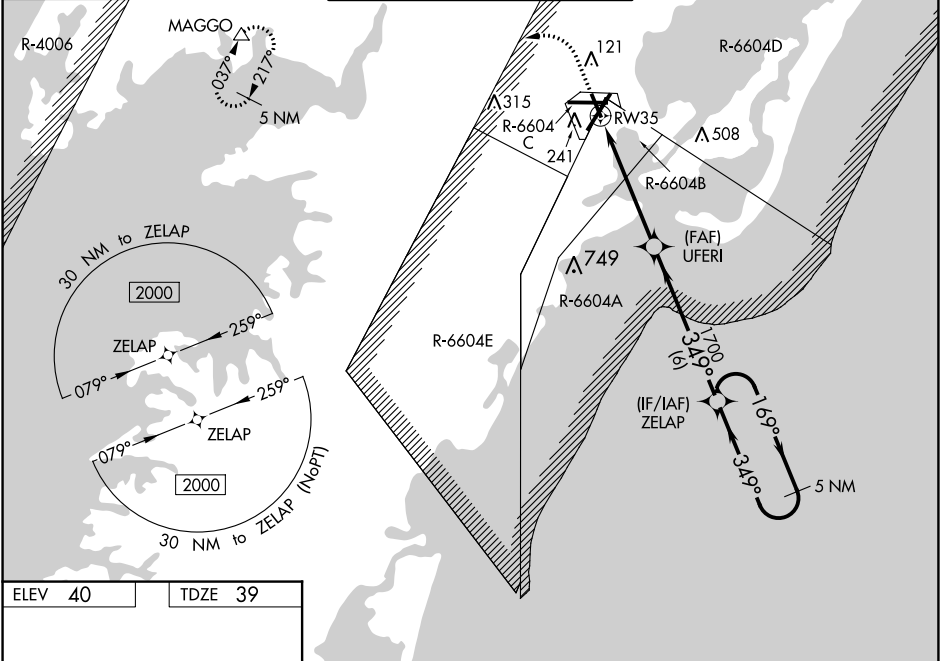 R-4006
MAGGO
037°
217°
5 NM
121
R-6604D
315
R-6604
C
241
RW35
508
R-6604B
(FAF)
UFERI
749
R-6604A
R-6604E
1700
349°
(6)
(IF/IAF)
ZELAP
169°
349°
5 NM
30 NM to ZELAP
2000
259°
ZELAP
079°
259°
ZELAP
079°
2000
30 NM to ZELAP (NoPT)
ELEV 40
TDZE 39